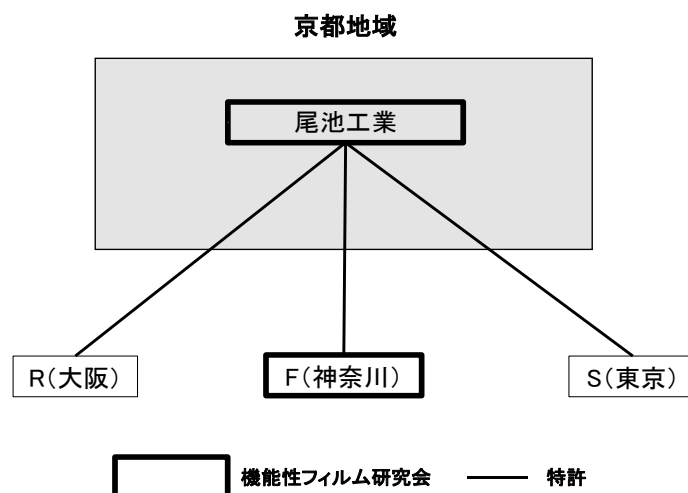 京都地域
尾池工業
R(大阪)
F(神奈川)
S(東京)
機能性フィルム研究会
特許